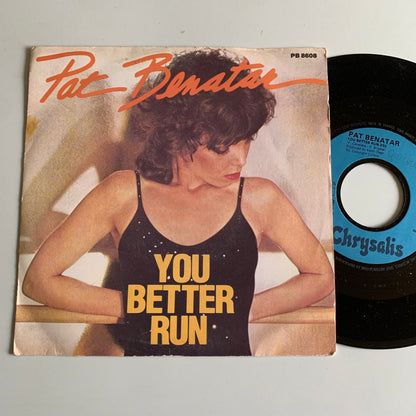 PB 8608
Pat Benatar
YOU
BETTER
RUN
PAT BENATAR
YOU BETTER RUN
Chrysalis